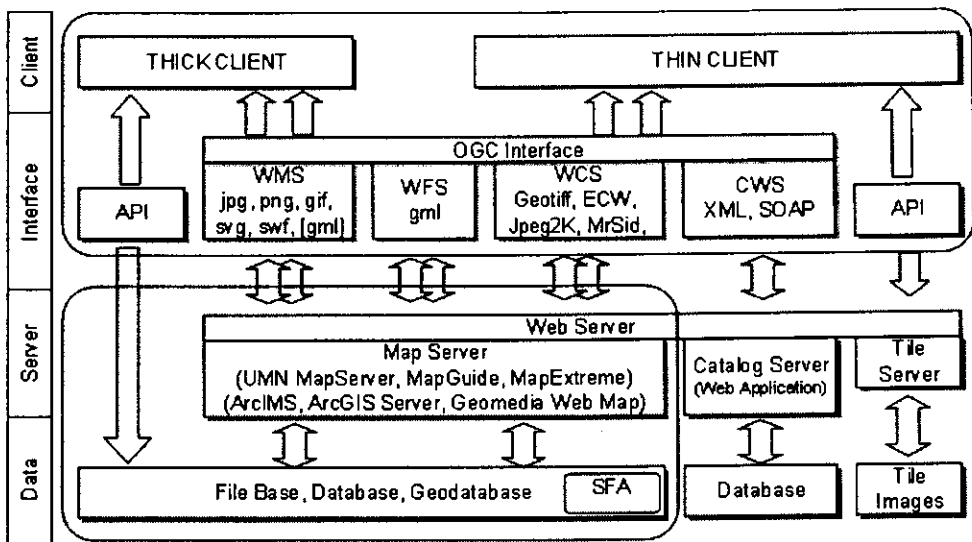 Client
THICK CLIENT
THIN CLIENT
Interface
OGC Interface
API
WMS
jpg, png, gif,
svg, swf, [gml]
WFS
gml
WCS
Geotiff, ECW,
Jpeg2K, MrSid,
CWS
XML, SOAP
API
Server
Web Server
Map Server
(UMN MapServer, MapGuide, MapExtreme)
(ArcIMS, ArcGIS Server, Geomedia Web Map)
Catalog Server
(Web Application)
Tile
Server
Data
File Base, Database, Geodatabase
SFA
Database
Tile
Images